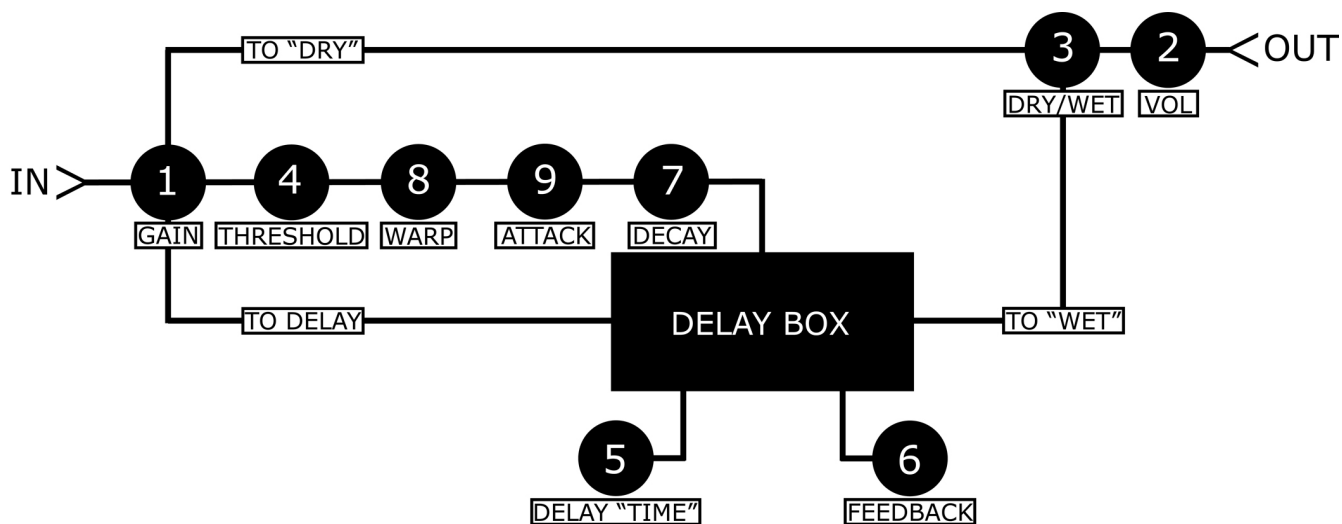 TO “DRY”
3
2
OUT
DRY/WET
VOL
IN
1
4
8
9
7
GAIN
THRESHOLD
WARP
ATTACK
DECAY
TO DELAY
DELAY BOX
TO “WET”
5
6
DELAY “TIME”
FEEDBACK